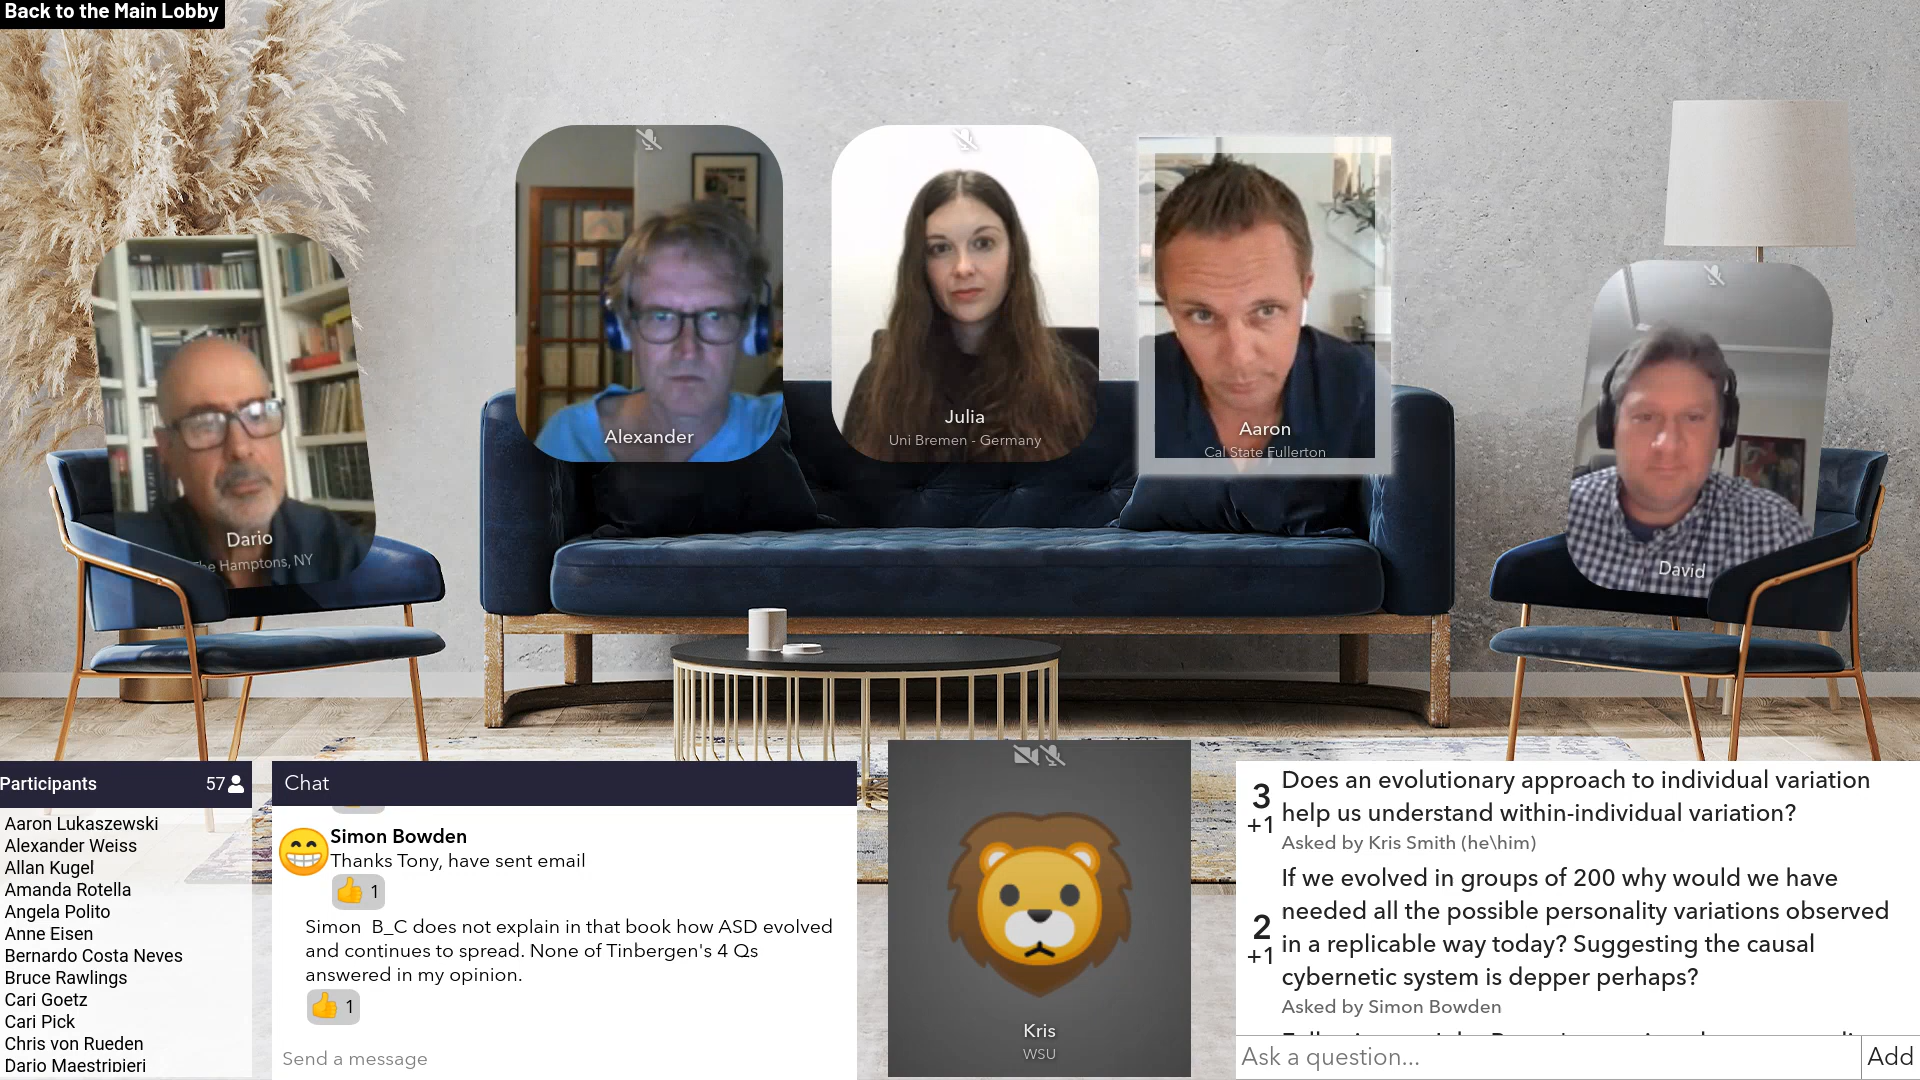 Back to the Main Lobby
Alexander
Julia
Uni Bremen - Germany
Aaron
Cal State Fullerton
Dario
The Hamptons, NY
David
Participants
57
Aaron Lukaszewski
Alexander Weiss
Allan Kugel
Amanda Rotella
Angela Polito
Anne Eisen
Bernardo Costa Neves
Bruce Rawlings
Cari Goetz
Cari Pick
Chris von Rueden
Dario Maestripieri
Chat
Simon Bowden
Thanks Tony, have sent email
1
Simon  B_C does not explain in that book how ASD evolved
and continues to spread. None of Tinbergen's 4 Qs
answered in my opinion.
1
Send a message
Kris
WSU
3
+1
Does an evolutionary approach to individual variation
help us understand within-individual variation?
Asked by Kris Smith (he\him)
2
+1
If we evolved in groups of 200 why would we have
needed all the possible personality variations observed
in a replicable way today? Suggesting the causal
cybernetic system is depper perhaps?
Asked by Simon Bowden
Ask a question...
Add